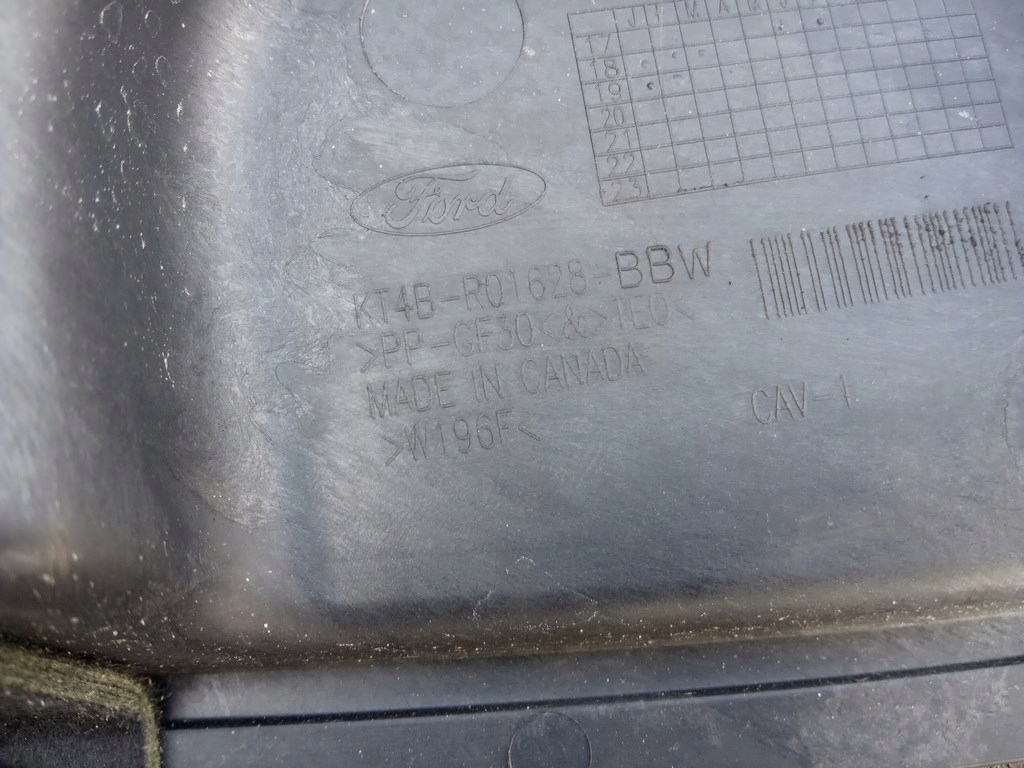 J F M A M J
17
18
19
20
21
22
23
Ford
KT4B-R01628-BBW
>PP-GF30< & >TEO<
MADE IN CANADA
>W196F<
CAV-1